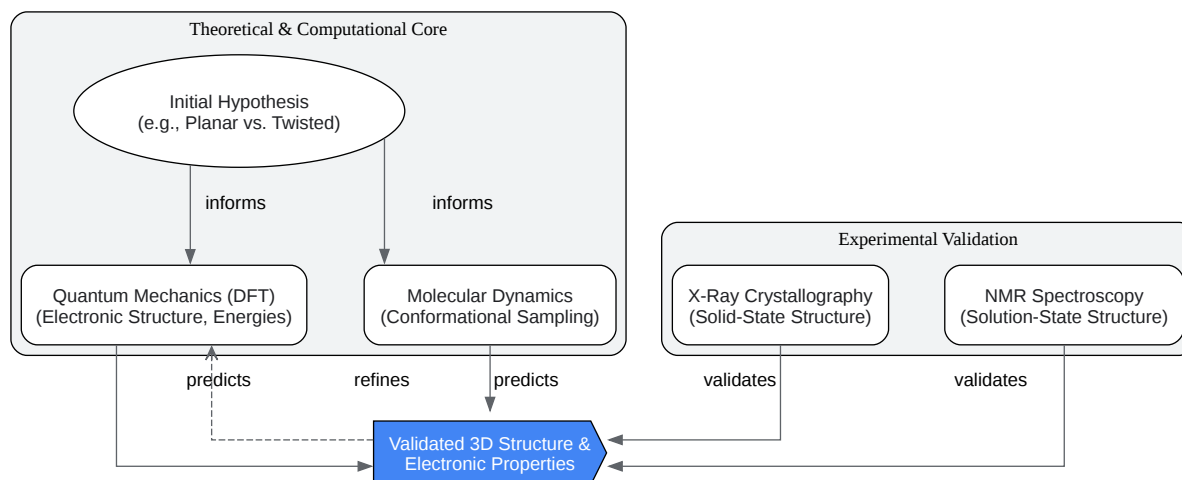 Theoretical & Computational Core
Initial Hypothesis
(e.g., Planar vs. Twisted)
informs
informs
Experimental Validation
Quantum Mechanics (DFT)
(Electronic Structure, Energies)
Molecular Dynamics
(Conformational Sampling)
X-Ray Crystallography
(Solid-State Structure)
NMR Spectroscopy
(Solution-State Structure)
predicts
refines
predicts
validates
validates
Validated 3D Structure &
Electronic Properties